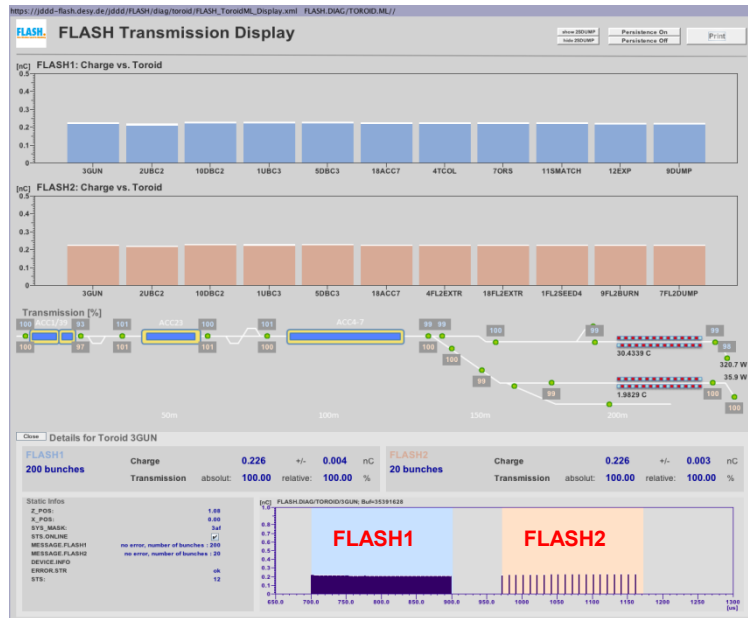 https://jddd-flash.desy.de/jddd/FLASH/diag/toroid/FLASH_ToroidML_Display.xml FLASH.DIAG/TOROID.ML//
FLASH. FLASH Transmission Display
show 2SDUMP Persistence On Print
hide 2SDUMP Persistence Off
[nC] FLASH1: Charge vs. Toroid
0.5
0.4
0.3
0.2
0.1
0
3GUN 2UBC2 10DBC2 1UBC3 5DBC3 18ACC7 4TCOL 7ORS 11SMATCH 12EXP 9DUMP
[nC] FLASH2: Charge vs. Toroid
0.5
0.4
0.3
0.2
0.1
0
3GUN 2UBC2 10DBC2 1UBC3 5DBC3 18ACC7 4FL2EXTR 18FL2EXTR 1FL2SEED4 9FL2BURN 7FL2DUMP
Transmission [%]
100 ACC1/39 93 101 ACC23 100 101 ACC4-7 99 99 100 99 99
100 97 101 101 100 100 30.4339 C 98
320.7 W
99 99 1.9829 C 100 35.9 W
100
50m 100m 150m 200m
Close Details for Toroid 3GUN
FLASH1
200 bunches
Charge 0.226 +/- 0.004 nC
Transmission absolut: 100.00 relative: 100.00 %
FLASH2
20 bunches
Charge 0.226 +/- 0.003 nC
Transmission absolut: 100.00 relative: 100.00 %
Static Infos
Z_POS: 1.08
X_POS: 0.00
SYS_MASK: 3af
STS.ONLINE
MESSAGE.FLASH1 no error, number of bunches : 200
MESSAGE.FLASH2 no error, number of bunches : 20
DEVICE.INFO
ERROR.STR ok
STS: 12
[nC] FLASH.DIAG/TOROID/3GUN; Buf=35391628
1.0
0.8
0.6
0.5
0.4
0.3
0.2
0.1
0
FLASH1 FLASH2
650.0 700.0 750.0 800.0 850.0 900.0 950.0 1000 1050 1100 1150 1200 1250 1300
[us]